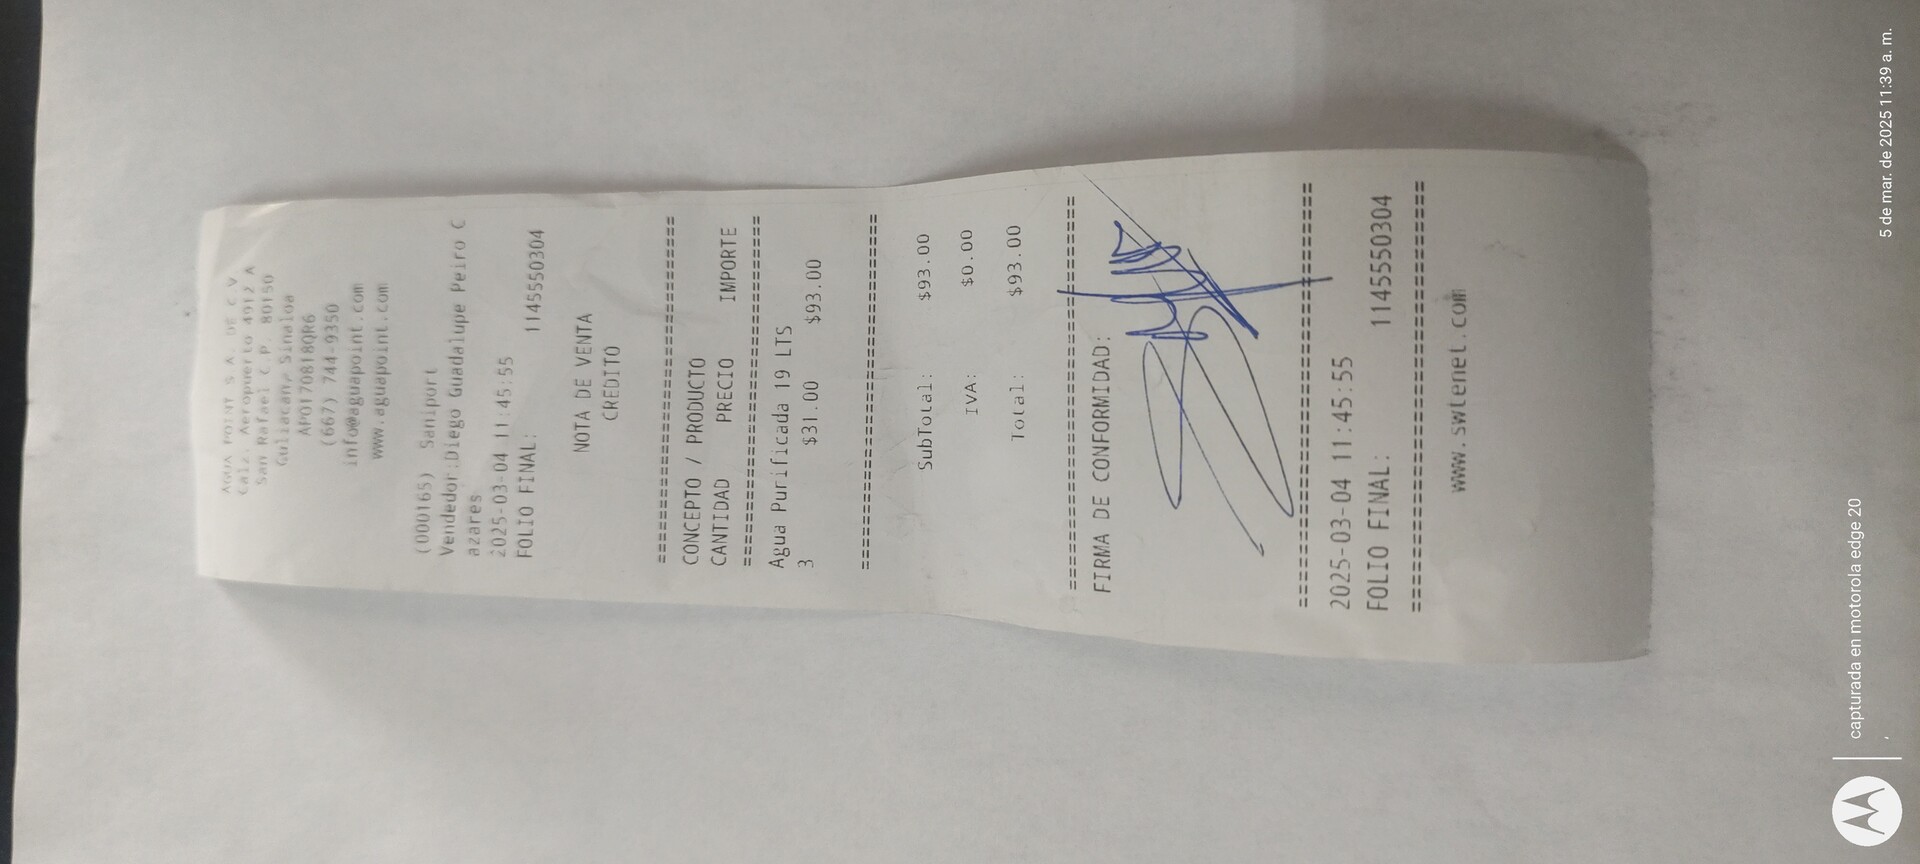 AGUA POINT S.A. DE C.V.
Calz. Aeropuerto 4912 A
San Rafael C.P. 80150
Culiacan, Sinaloa
APO170818QR6
(667) 744-9350
info@aguapoint.com
www.aguapoint.com
(000165) Saniport
Vendedor:Diego Guadalupe Peiro C
azares
2025-03-04 11:45:55
FOLIO FINAL: 1145550304
NOTA DE VENTA
CREDITO
================================
CONCEPTO / PRODUCTO
CANTIDAD PRECIO IMPORTE
================================
Agua Purificada 19 LTS
3 $31.00 $93.00
================================
SubTotal: $93.00
IVA: $0.00
Total: $93.00
================================
FIRMA DE CONFORMIDAD:
================================
2025-03-04 11:45:55
FOLIO FINAL: 1145550304
================================
www.swtenet.com
capturada en motorola edge 20
, 5 de mar. de 2025 11:39 a. m.